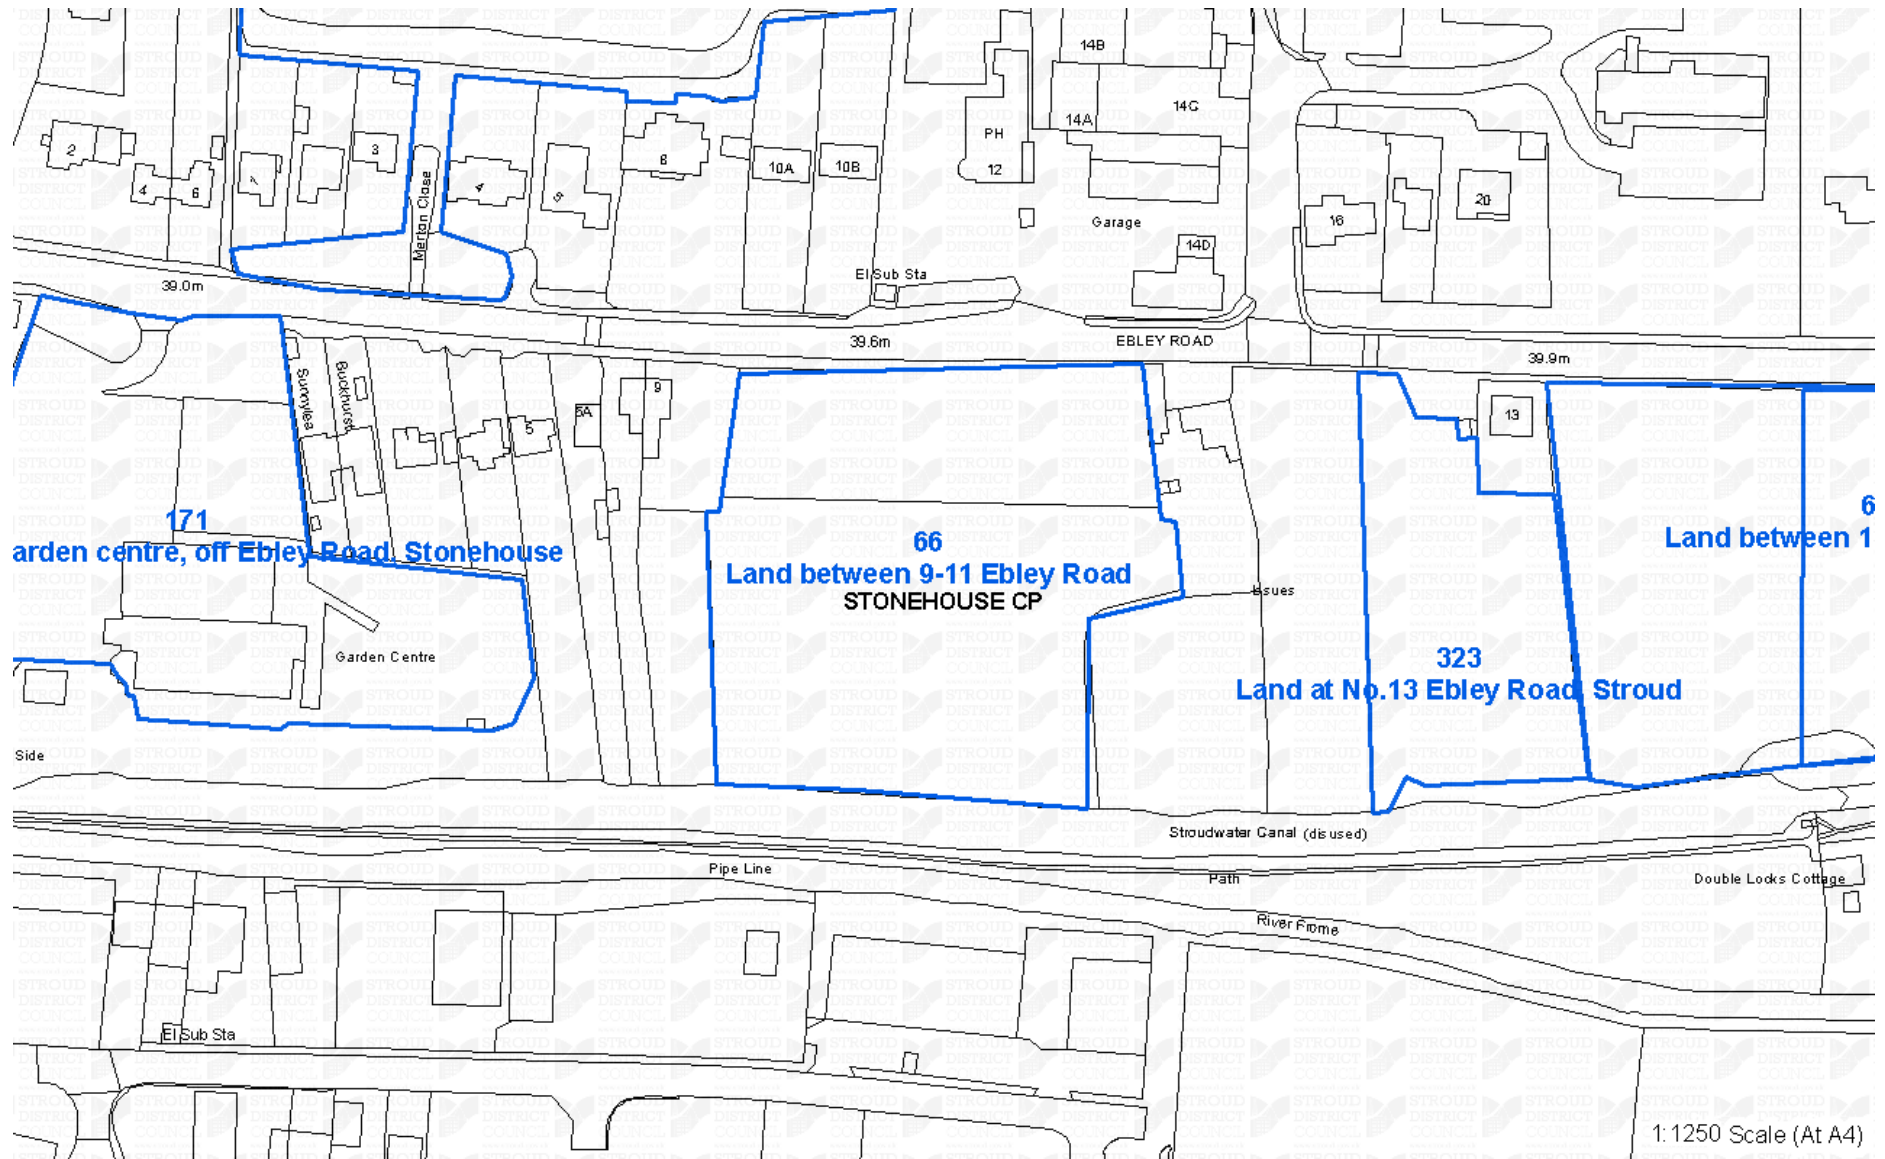 14B
14C
14A
PH
12
2
4
6
3
4
5
8
10A
10B
Merton Close
16
20
Garage
14D
El Sub Sta
39.0m
39.6m
EBLEY ROAD
39.9m
Sunnylea
Buckhurst
5
5A
9
13
171
arden centre, off Ebley Road, Stonehouse
66
Land between 9-11 Ebley Road
STONEHOUSE CP
Issues
6
Land between 1
323
Land at No.13 Ebley Road, Stroud
Garden Centre
Side
Stroudwater Canal (disused)
Pipe Line
Path
Double Locks Cottage
River Frome
El Sub Sta
1:1250 Scale (At A4)
STROUD
DISTRICT
COUNCIL